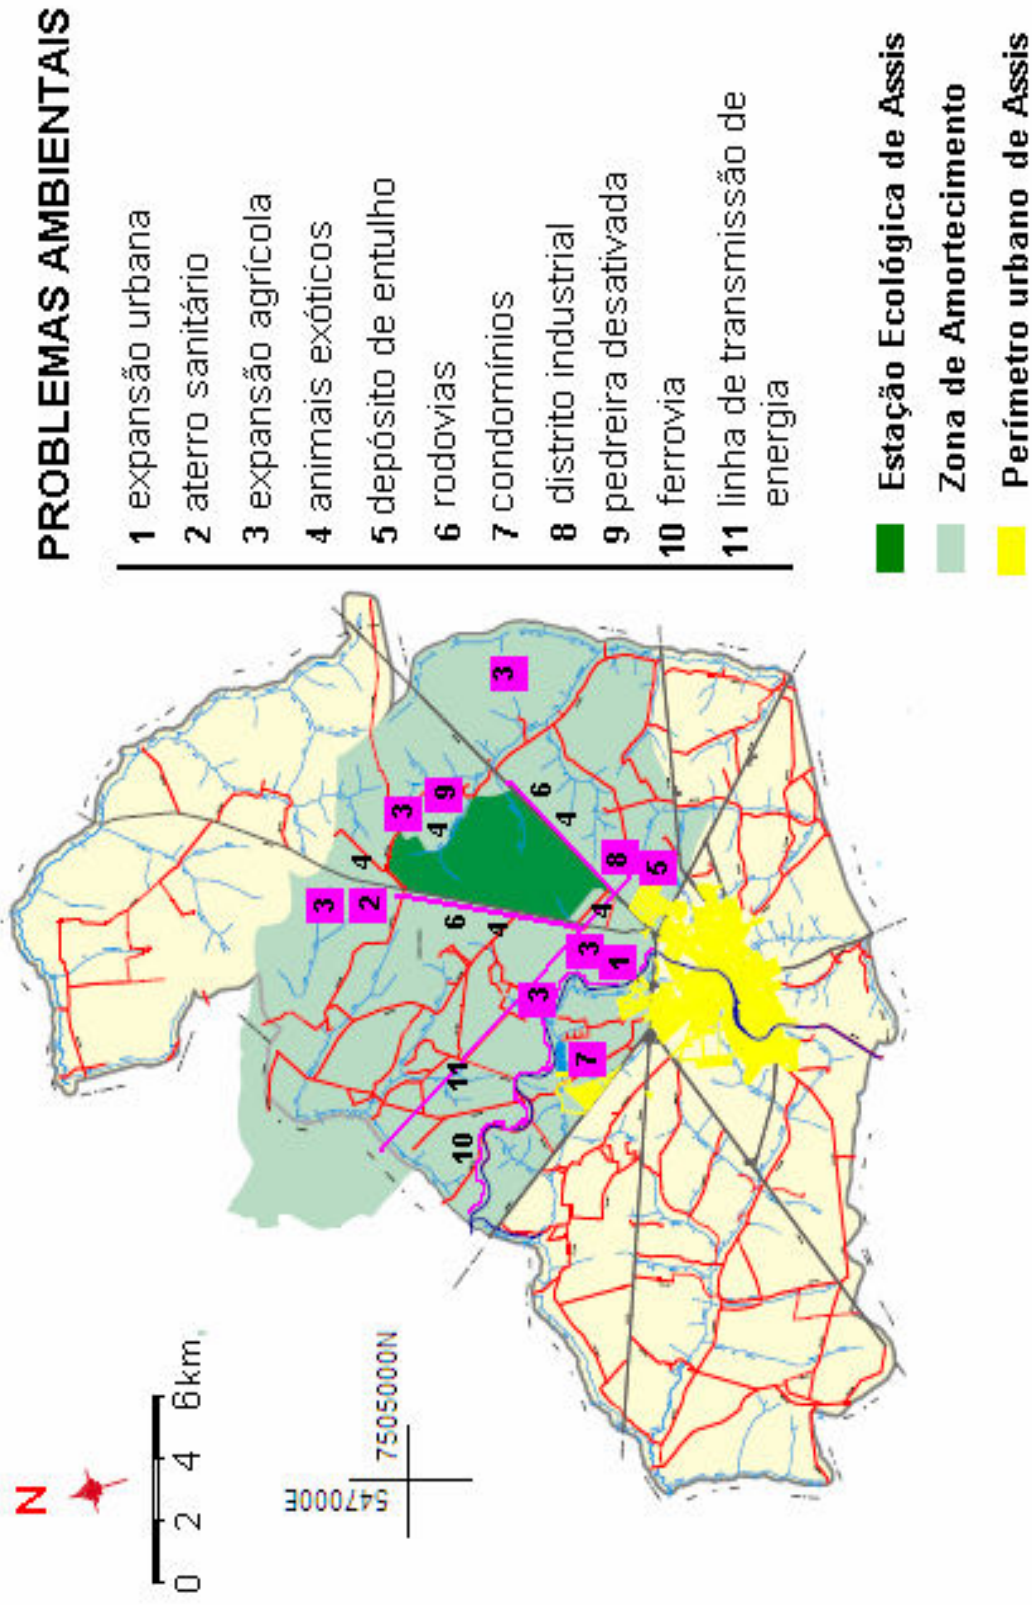 PROBLEMAS AMBIENTAIS
1 expansão urbana
2 aterro sanitário
3 expansão agrícola
4 animais exóticos
5 depósito de entulho
6 rodovias
7 condomínios
8 distrito industrial
9 pedreira desativada
10 ferrovia
11 linha de transmissão de
energia
Estação Ecológica de Assis
Zona de Amortecimento
Perímetro urbano de Assis
N
0 2 4 6km
547000E
7505000N
3
3
9
4
6
4
4
3
2
6
4
4
8
5
3
1
3
7
11
10